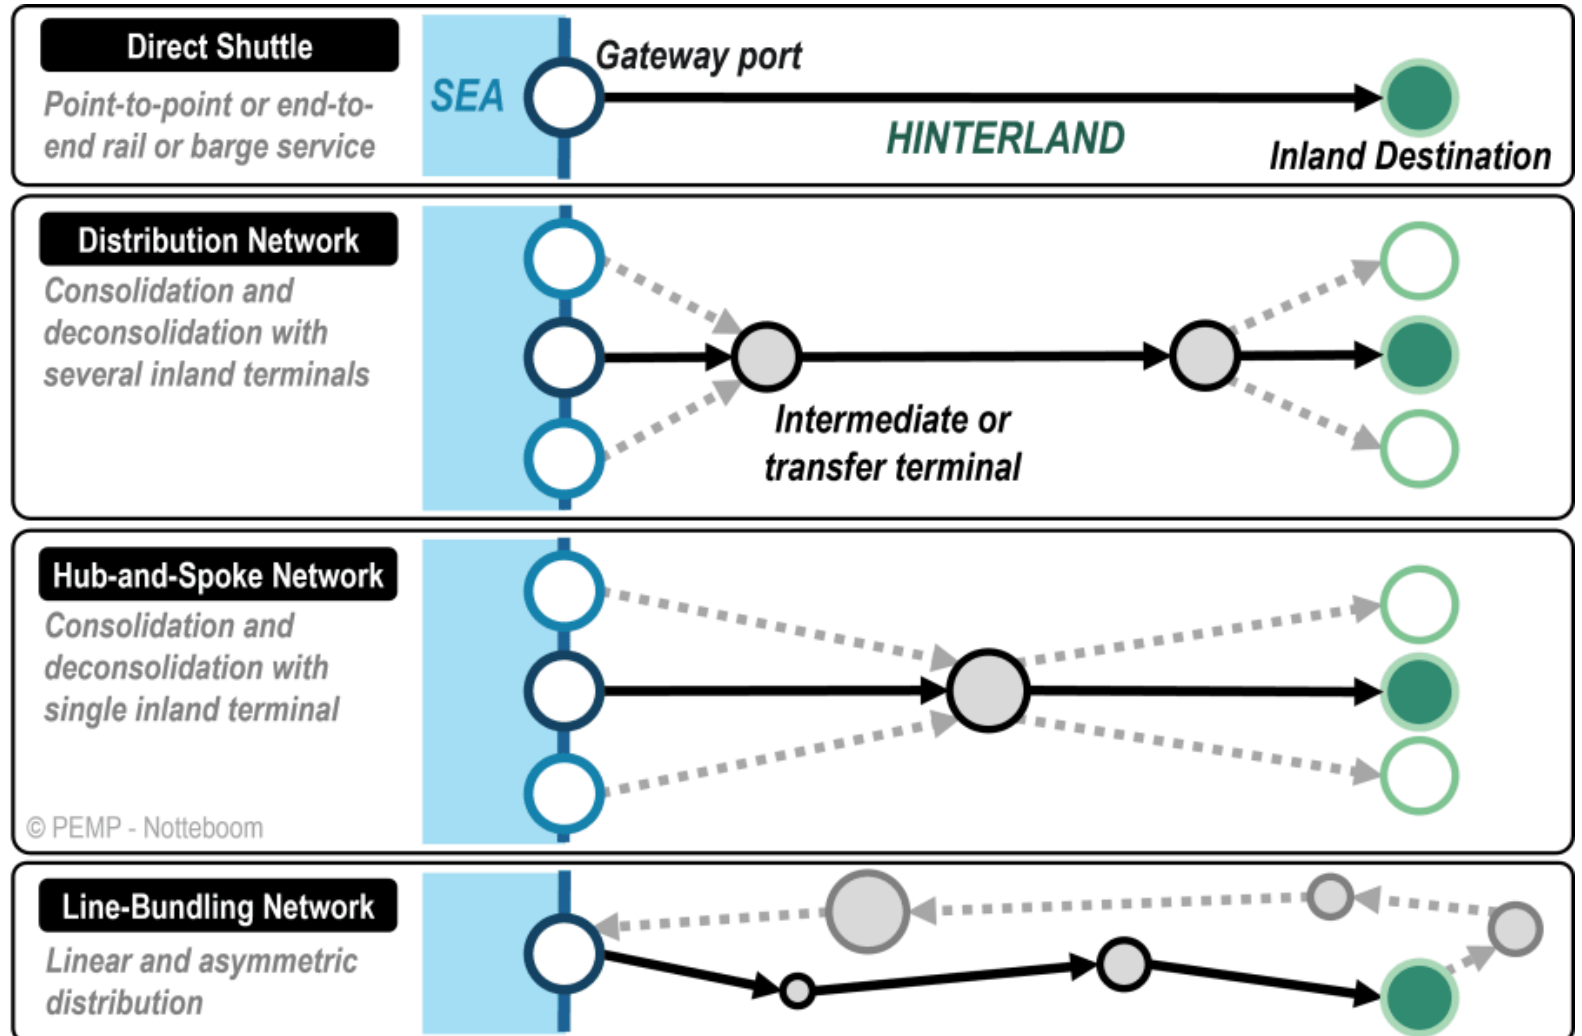 Direct Shuttle
Point-to-point or end-to-
end rail or barge service
SEA
Gateway port
HINTERLAND
Inland Destination
Distribution Network
Consolidation and
deconsolidation with
several inland terminals
Intermediate or
transfer terminal
Hub-and-Spoke Network
Consolidation and
deconsolidation with
single inland terminal
© PEMP - Notteboom
Line-Bundling Network
Linear and asymmetric
distribution